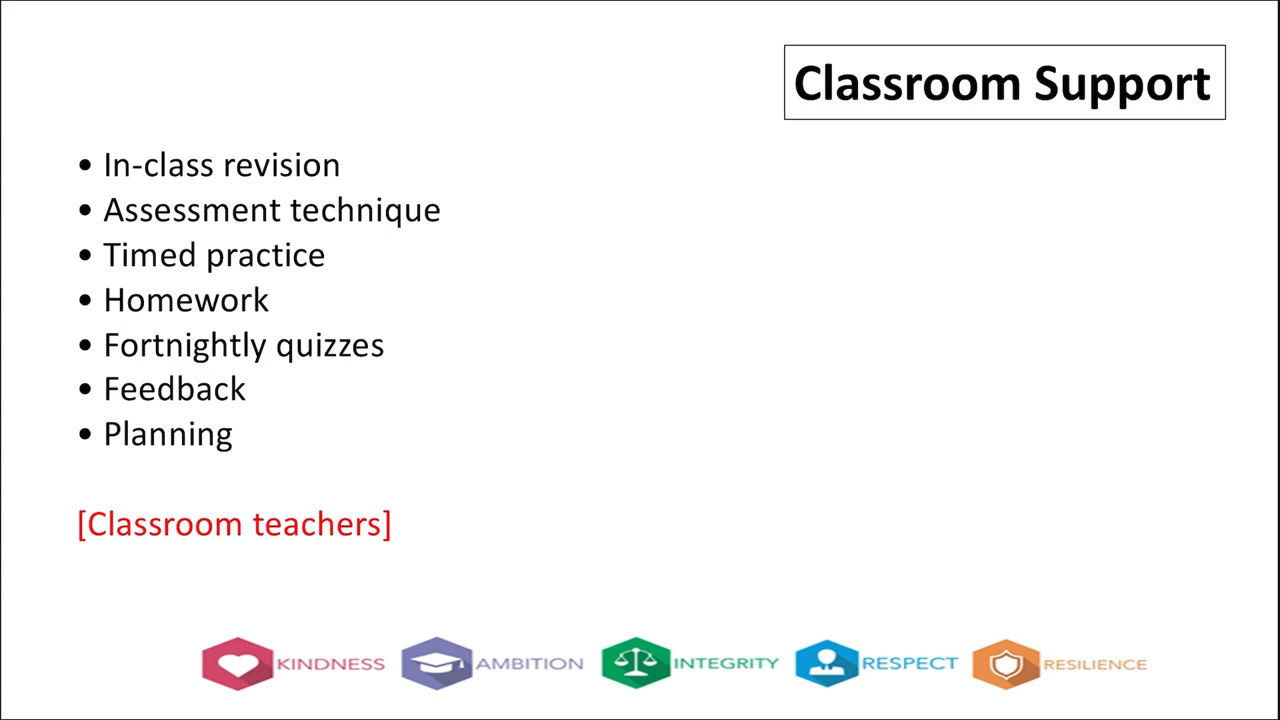 Classroom Support
• In-class revision
• Assessment technique
• Timed practice
• Homework
• Fortnightly quizzes
• Feedback
• Planning
[Classroom teachers]
KINDNESS AMBITION INTEGRITY RESPECT RESILIENCE